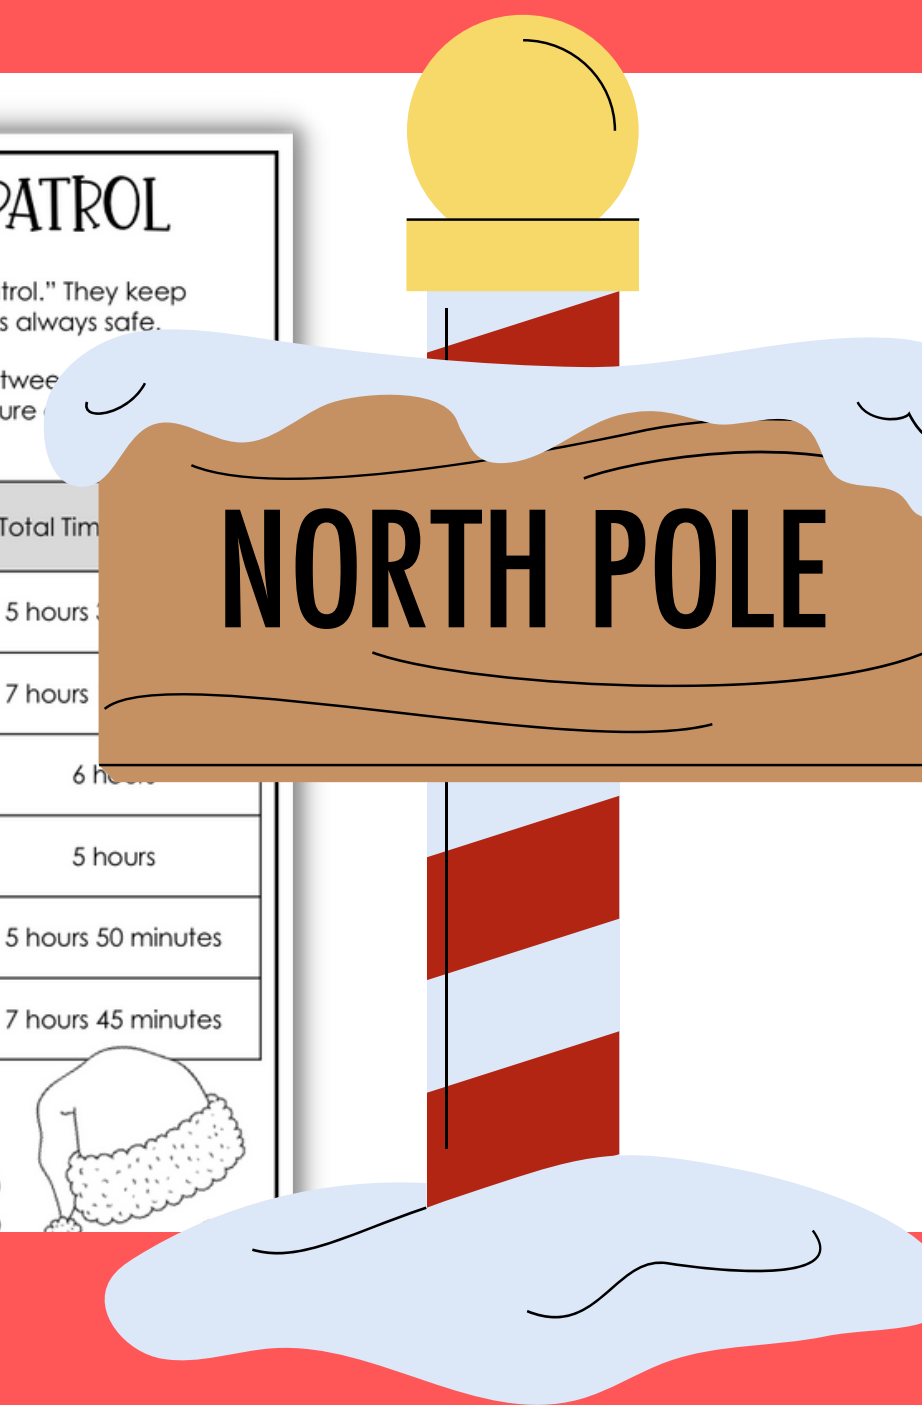 PATROL
trol.” They keep
s always safe.
Total
5 hours
7 hours
6
5 hours
5 hours 50 minutes
7 hours 45 minutes
NORTH POLE